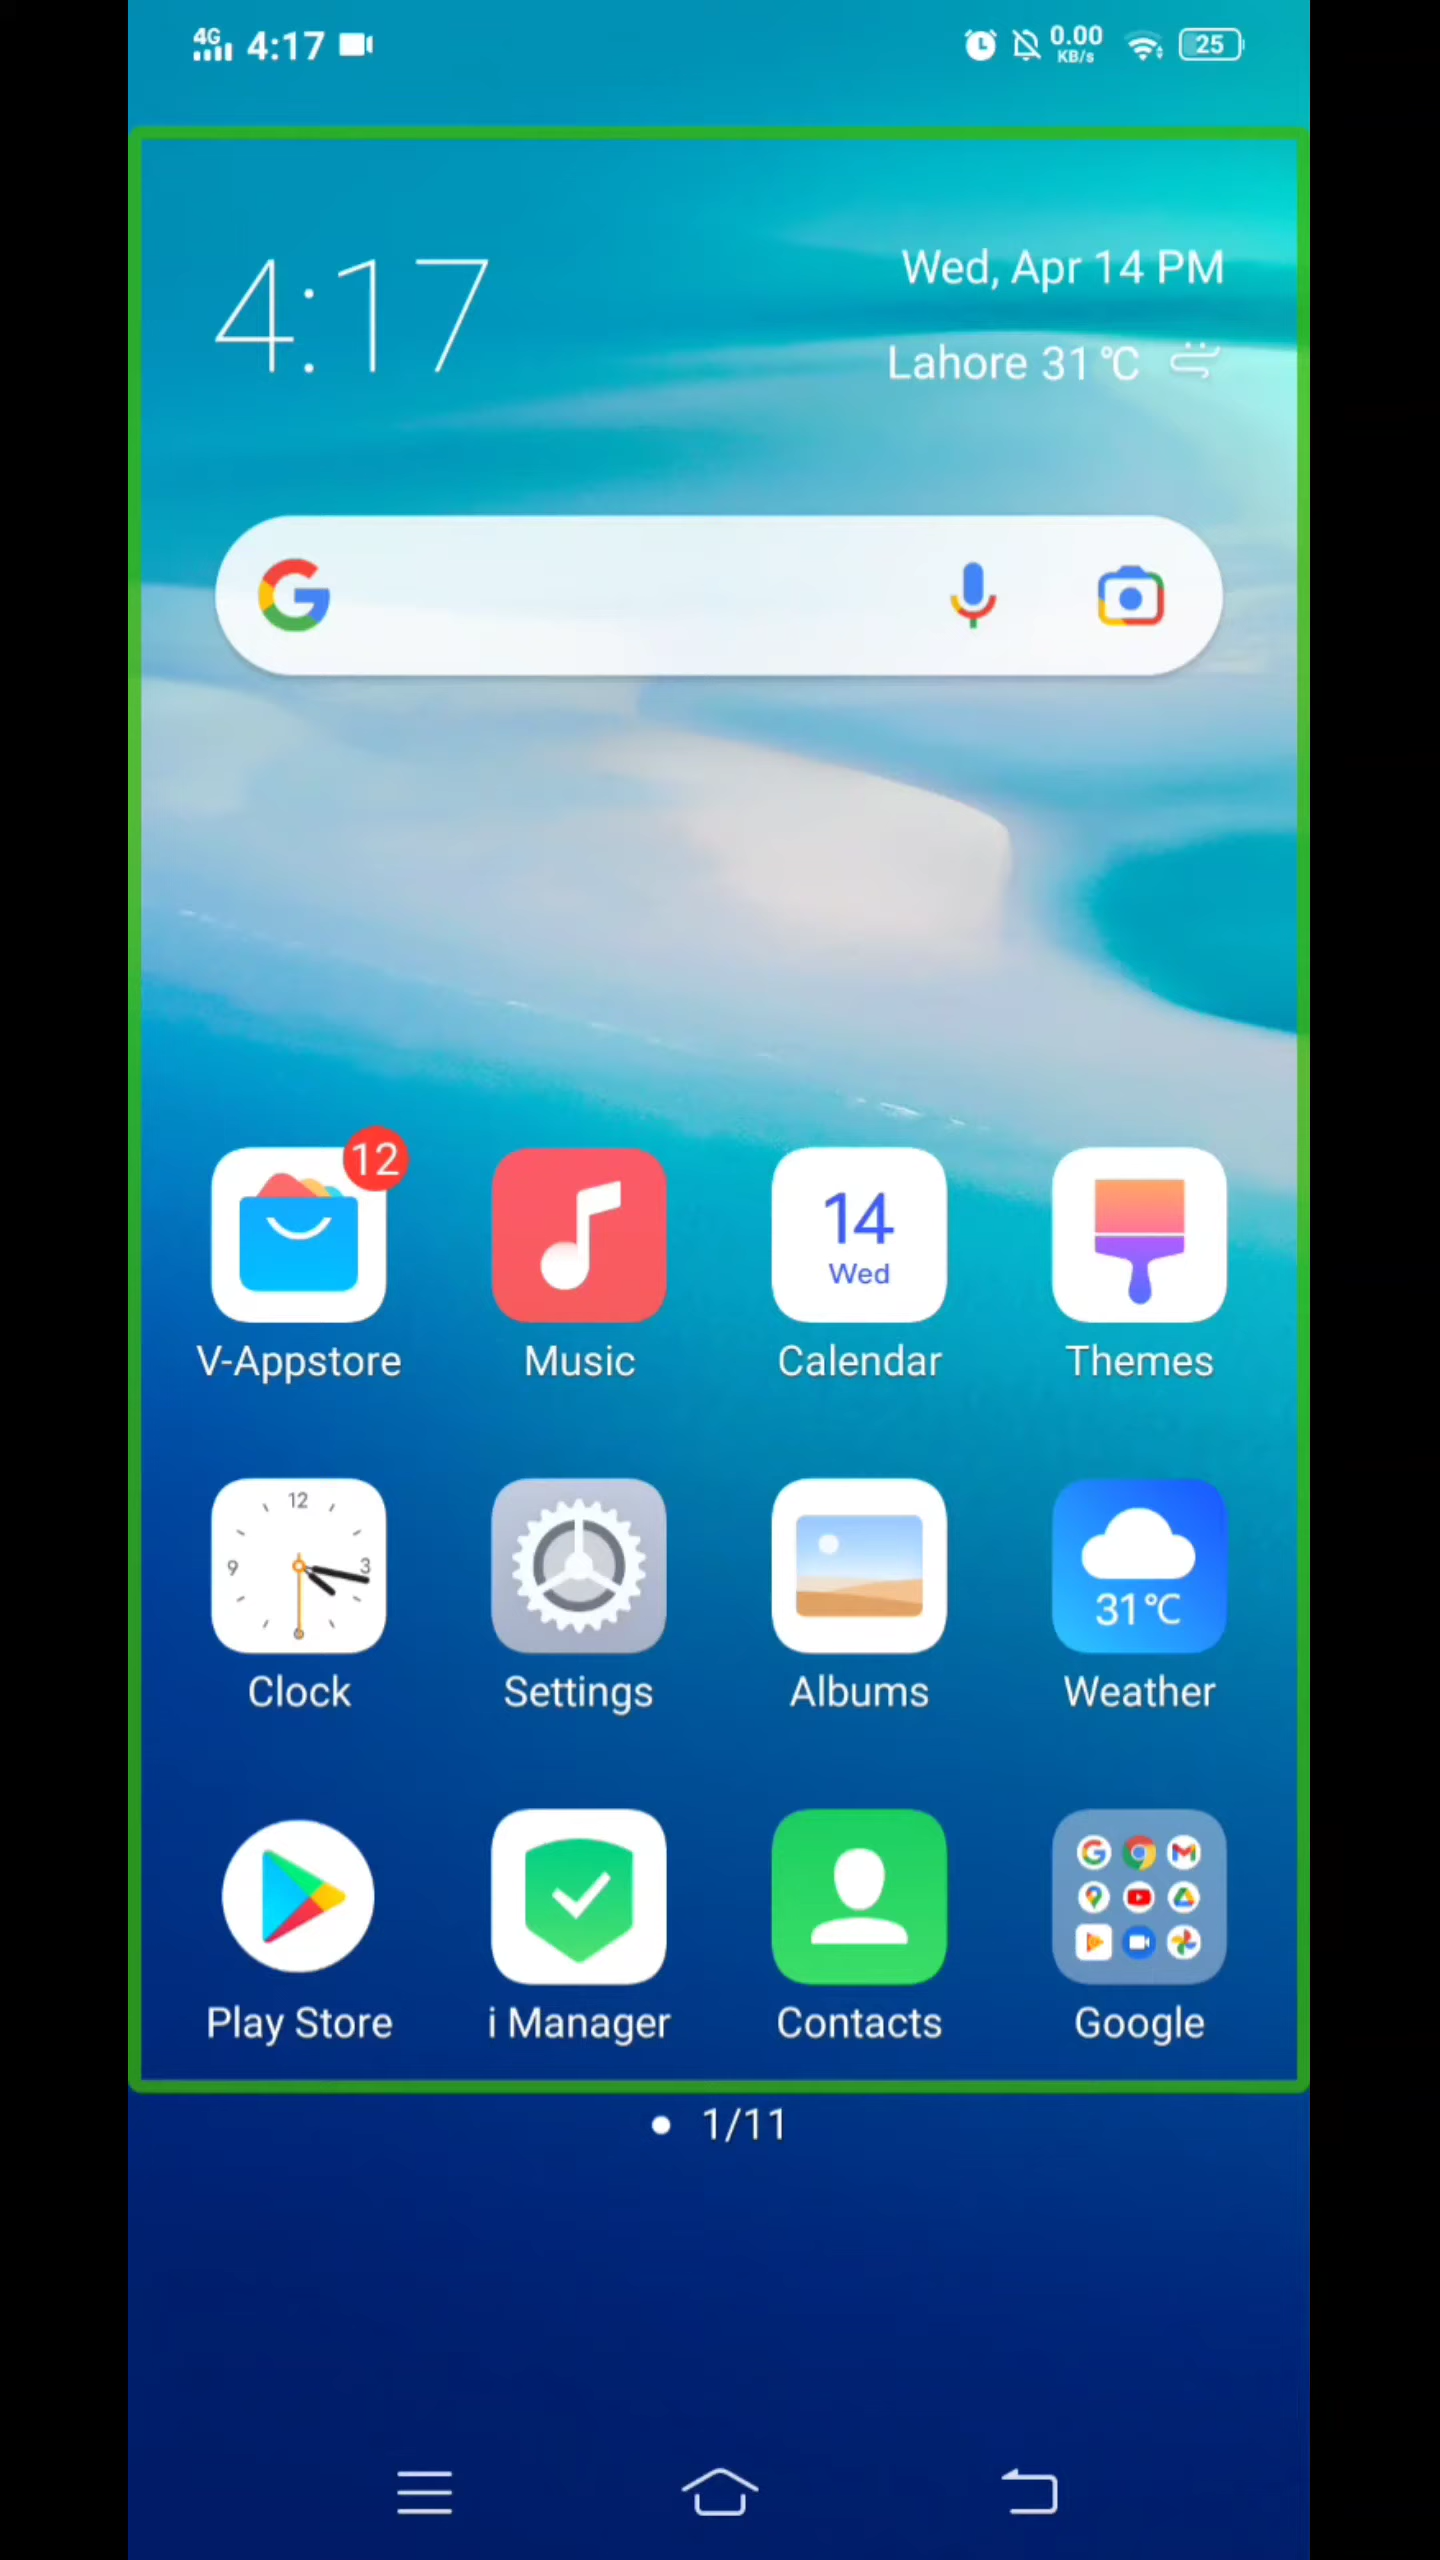 4G 4:17 0.00 KB/s 25
4:17
Wed, Apr 14 PM
Lahore 31℃
12
14
Wed
V-Appstore Music Calendar Themes
12
9 3
31℃
Clock Settings Albums Weather
Play Store i Manager Contacts Google
1/11